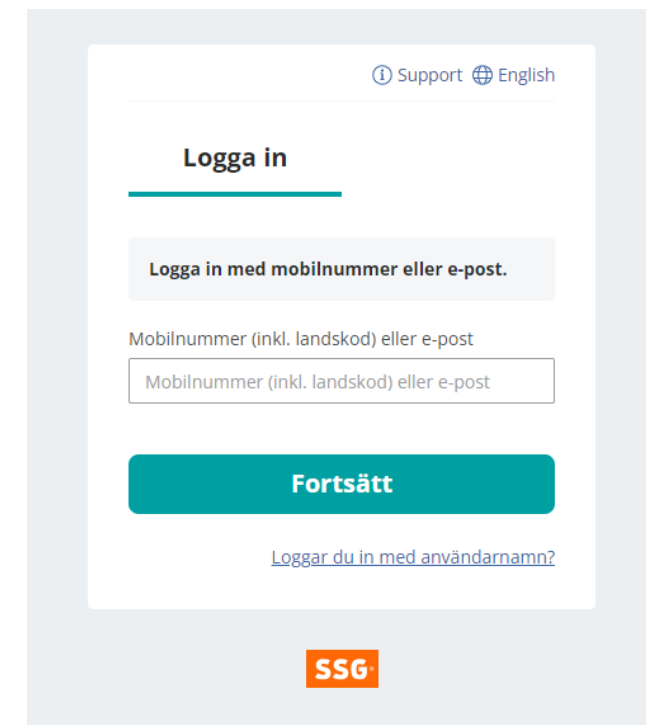 Support English
Logga in
Logga in med mobilnummer eller e-post.
Mobilnummer (inkl. landskod) eller e-post
Mobilnummer (inkl. landskod) eller e-post
Fortsätt
Loggar du in med användarnamn?
SSG